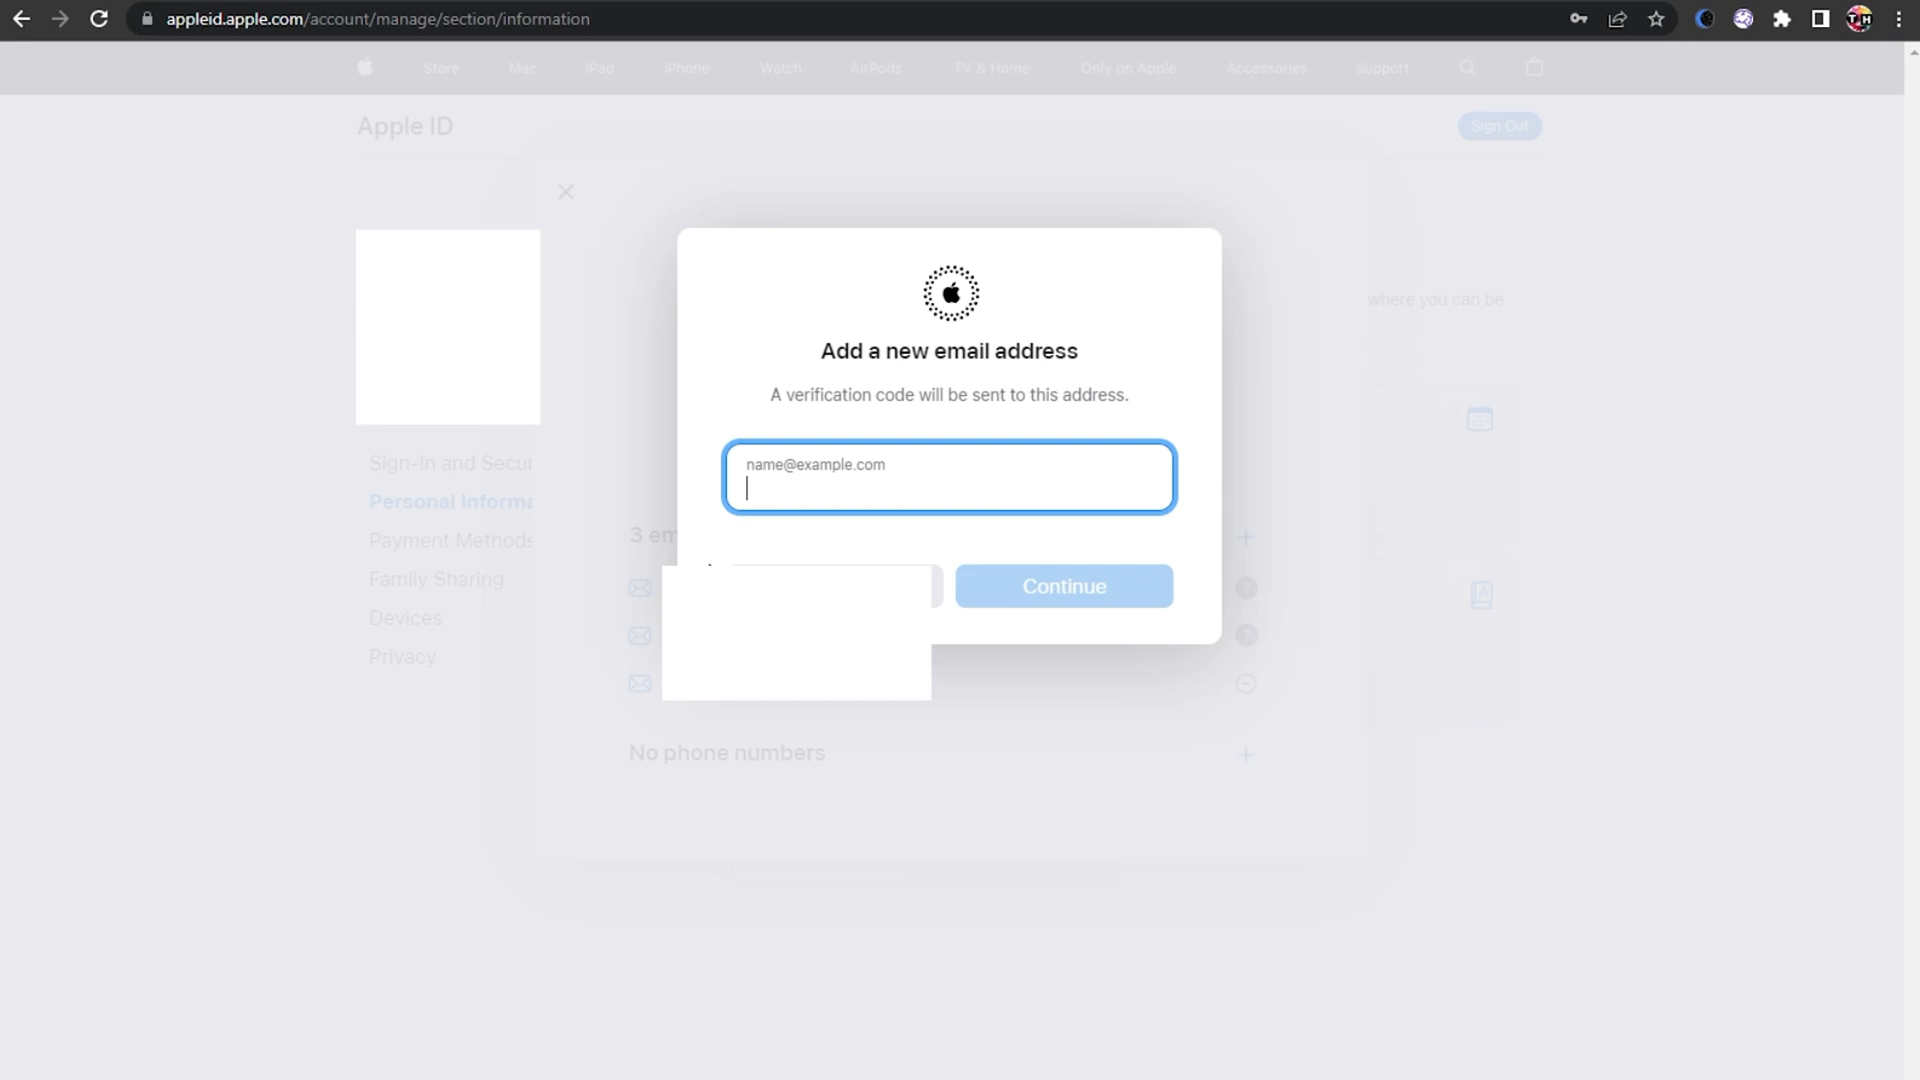 appleid.apple.com/account/manage/section/information
Store Mac iPad iPhone Watch AirPods TV & Home Only on Apple Accessories Support
Apple ID
Sign Out
where you can be
Add a new email address
A verification code will be sent to this address.
name@example.com
Sign-In and Secur
Personal Informa
Payment Methods
Family Sharing
Devices
Privacy
3 em
Continue
No phone numbers